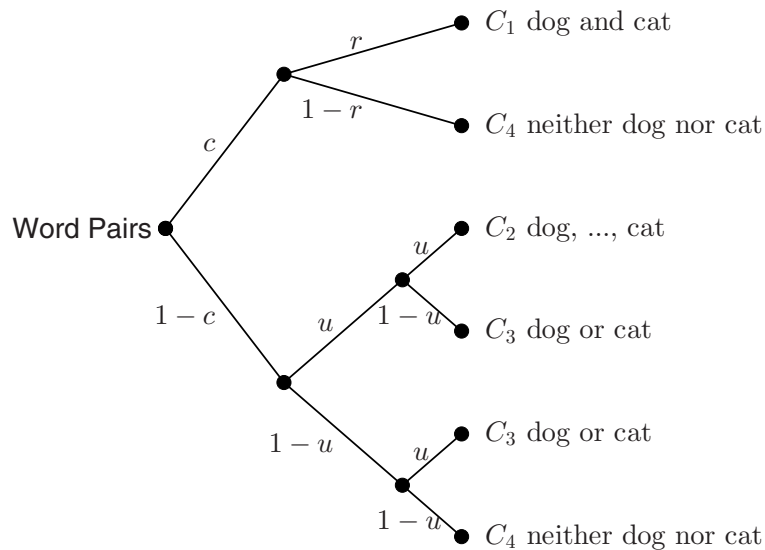 r
C₁ dog and cat
1 − r
C₄ neither dog nor cat
c
Word Pairs
C₂ dog, ..., cat
u
1 − c
u
1 − u
C₃ dog or cat
1 − u
u
C₃ dog or cat
1 − u
C₄ neither dog nor cat